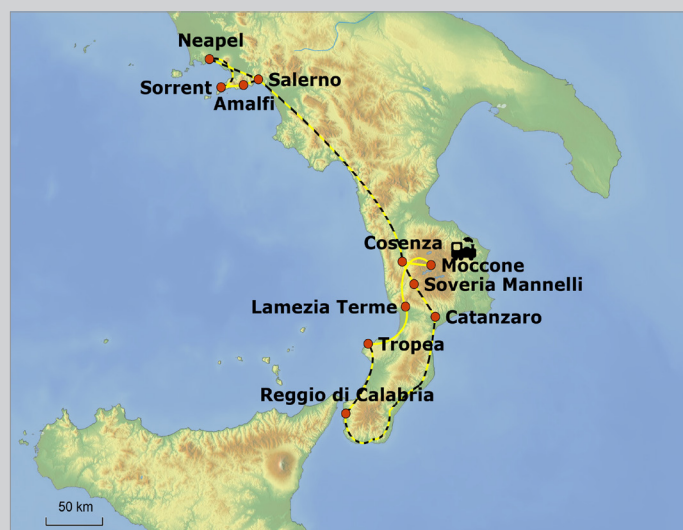 Neapel
Sorrent
Salerno
Amalfi
Cosenza
Moccone
Soveria Mannelli
Lamezia Terme
Catanzaro
Tropea
Reggio di Calabria
50 km